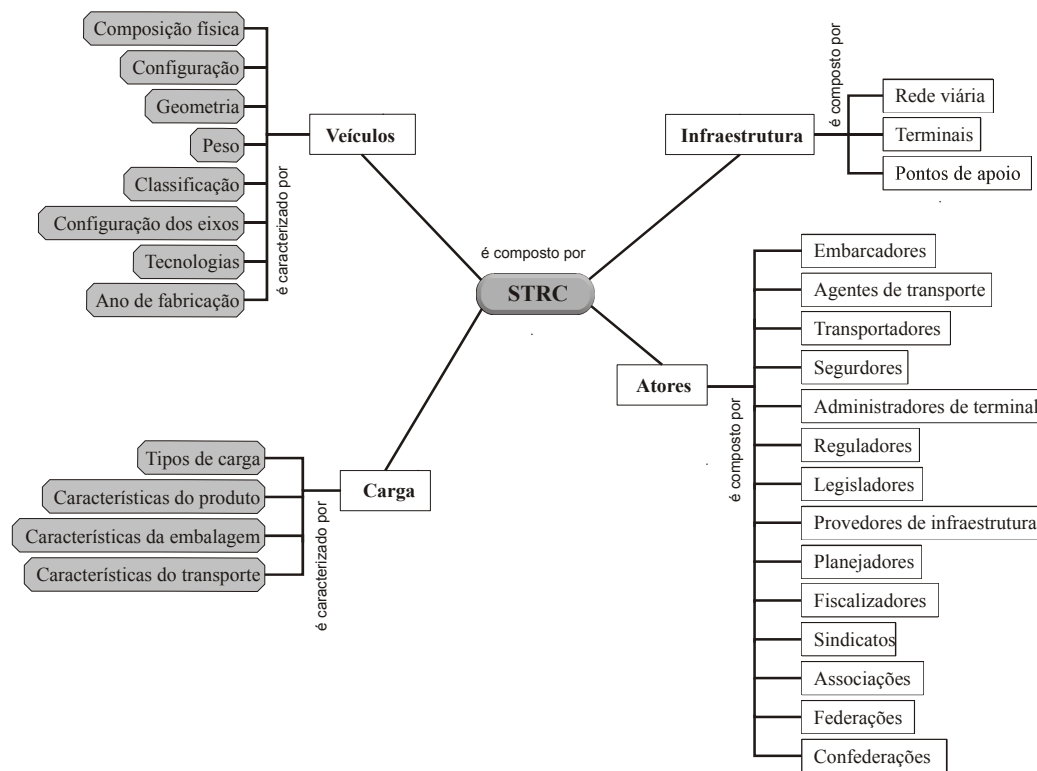 Composição física
Configuração
Geometria
Peso
Classificação
Configuração dos eixos
Tecnologias
Ano de fabricação
é caracterizado por
Veículos
Infraestrutura
é composto por
Rede viária
Terminais
Pontos de apoio
é composto por
STRC
Atores
é composto por
Embarcadores
Agentes de transporte
Transportadores
Segurdores
Administradores de terminal
Reguladores
Legisladores
Provedores de infraestrutura
Planejadores
Fiscalizadores
Sindicatos
Associações
Federações
Confederações
Tipos de carga
Características do produto
Características da embalagem
Características do transporte
é caracterizado por
Carga